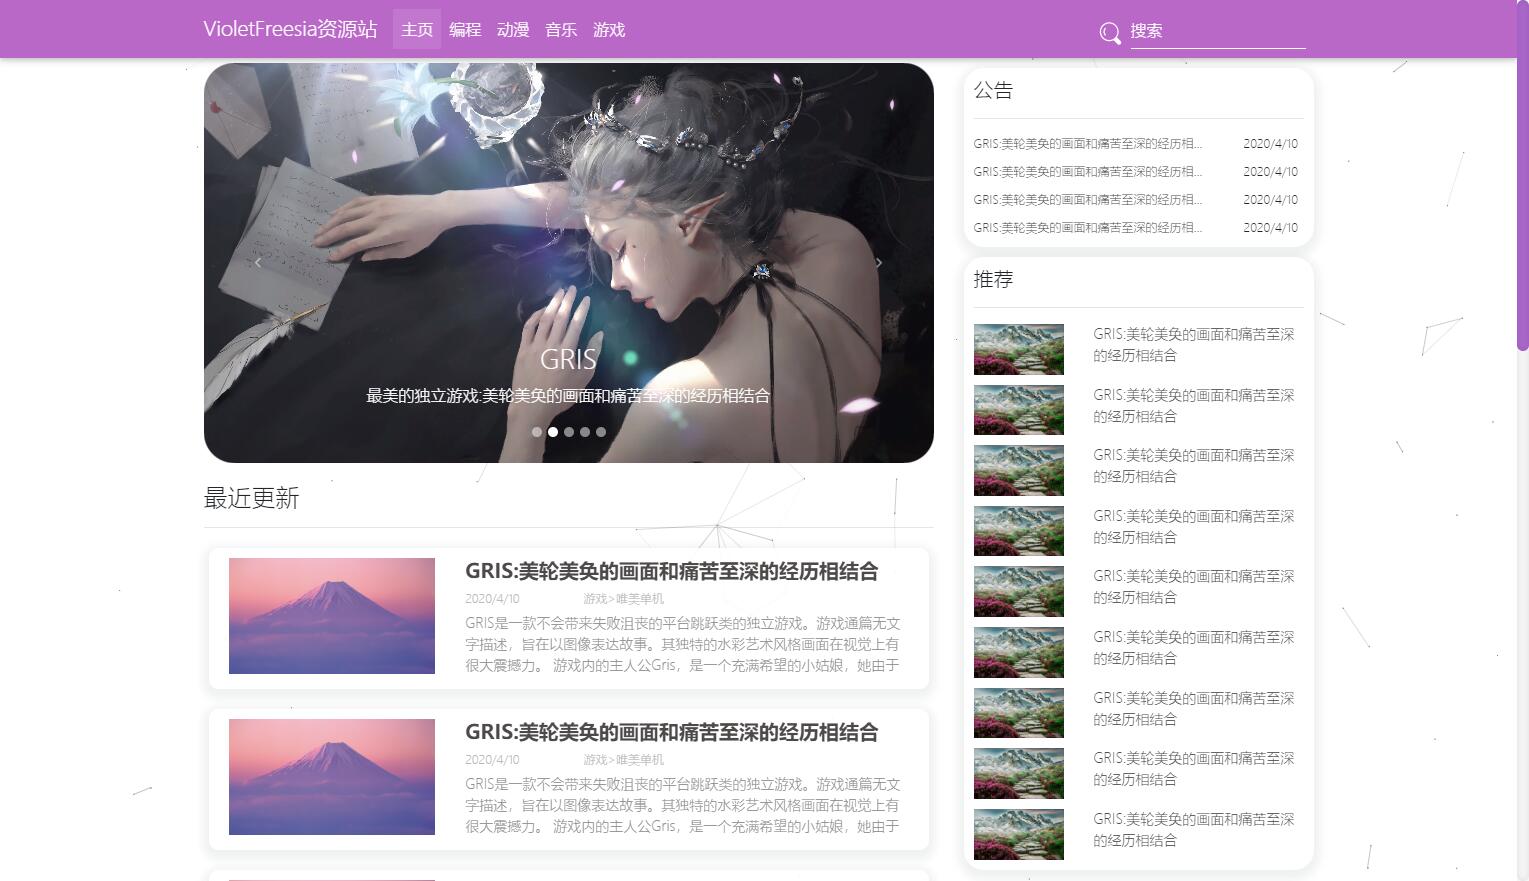 VioletFreesia资源站 主页 编程 动漫 音乐 游戏 搜索
GRIS
最美的独立游戏:美轮美奂的画面和痛苦至深的经历相结合
最近更新
GRIS:美轮美奂的画面和痛苦至深的经历相结合
2020/4/10 游戏>唯美单机
GRIS是一款不会带来失败沮丧的平台跳跃类的独立游戏。游戏通篇无文
字描述，旨在以图像表达故事。其独特的水彩艺术风格画面在视觉上有
很大震撼力。 游戏内的主人公Gris，是一个充满希望的小姑娘，她由于
GRIS:美轮美奂的画面和痛苦至深的经历相结合
2020/4/10 游戏>唯美单机
GRIS是一款不会带来失败沮丧的平台跳跃类的独立游戏。游戏通篇无文
字描述，旨在以图像表达故事。其独特的水彩艺术风格画面在视觉上有
很大震撼力。 游戏内的主人公Gris，是一个充满希望的小姑娘，她由于
公告
GRIS:美轮美奂的画面和痛苦至深的经历相... 2020/4/10
GRIS:美轮美奂的画面和痛苦至深的经历相... 2020/4/10
GRIS:美轮美奂的画面和痛苦至深的经历相... 2020/4/10
GRIS:美轮美奂的画面和痛苦至深的经历相... 2020/4/10
推荐
GRIS:美轮美奂的画面和痛苦至深
的经历相结合
GRIS:美轮美奂的画面和痛苦至深
的经历相结合
GRIS:美轮美奂的画面和痛苦至深
的经历相结合
GRIS:美轮美奂的画面和痛苦至深
的经历相结合
GRIS:美轮美奂的画面和痛苦至深
的经历相结合
GRIS:美轮美奂的画面和痛苦至深
的经历相结合
GRIS:美轮美奂的画面和痛苦至深
的经历相结合
GRIS:美轮美奂的画面和痛苦至深
的经历相结合
GRIS:美轮美奂的画面和痛苦至深
的经历相结合